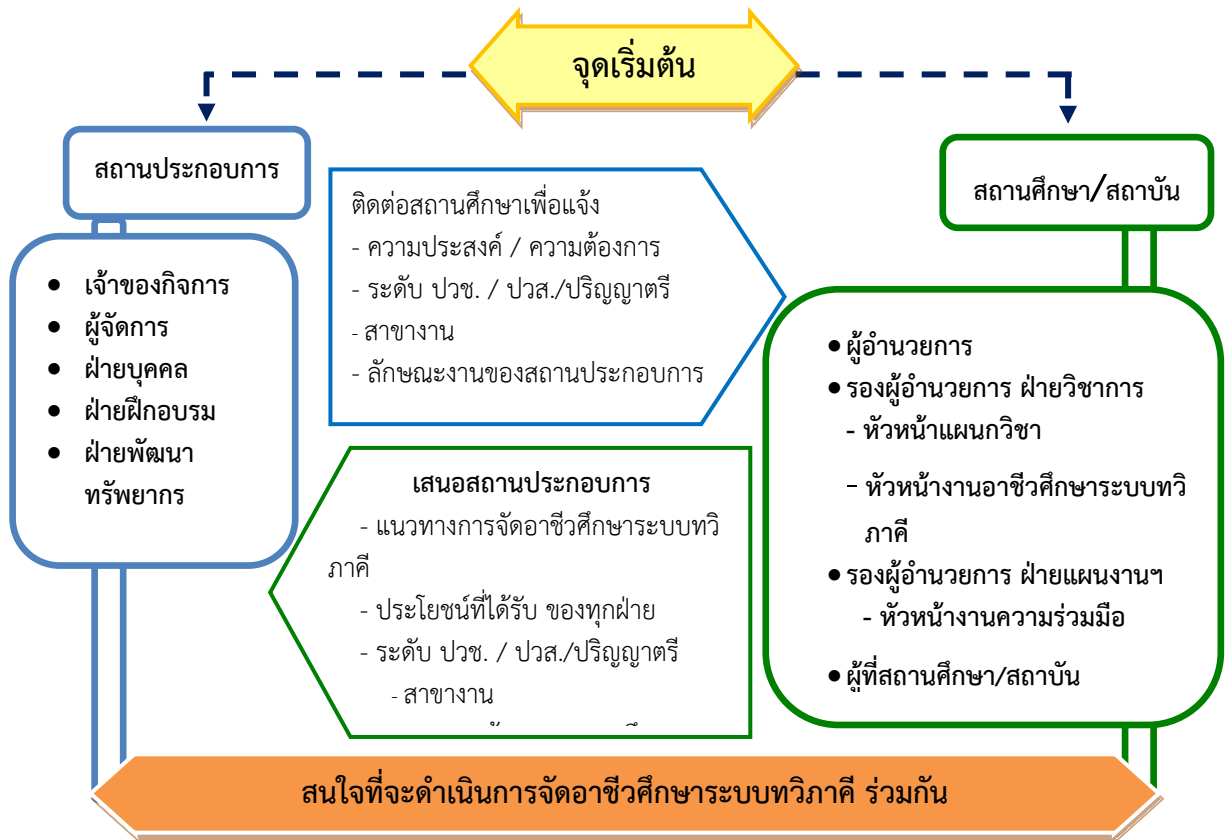 จุดเริ่มต้น
สถานประกอบการ
สถานศึกษา/สถาบัน
ติดต่อสถานศึกษาเพื่อแจ้ง
- ความประสงค์ / ความต้องการ
- ระดับ ปวช. / ปวส./ปริญญาตรี
- สาขางาน
- ลักษณะงานของสถานประกอบการ
• เจ้าของกิจการ
• ผู้จัดการ
• ฝ่ายบุคคล
• ฝ่ายฝึกอบรม
• ฝ่ายพัฒนา
ทรัพยากร
เสนอสถานประกอบการ
- แนวทางการจัดอาชีวศึกษาระบบทวิ
ภาคี
- ประโยชน์ที่ได้รับ ของทุกฝ่าย
- ระดับ ปวช. / ปวส./ปริญญาตรี
- สาขางาน
• ผู้อำนวยการ
• รองผู้อำนวยการ ฝ่ายวิชาการ
- หัวหน้าแผนกวิชา
- หัวหน้างานอาชีวศึกษาระบบทวิ
ภาคี
• รองผู้อำนวยการ ฝ่ายแผนงานฯ
- หัวหน้างานความร่วมมือ
• ผู้ที่สถานศึกษา/สถาบัน
สนใจที่จะดำเนินการจัดอาชีวศึกษาระบบทวิภาคี ร่วมกัน